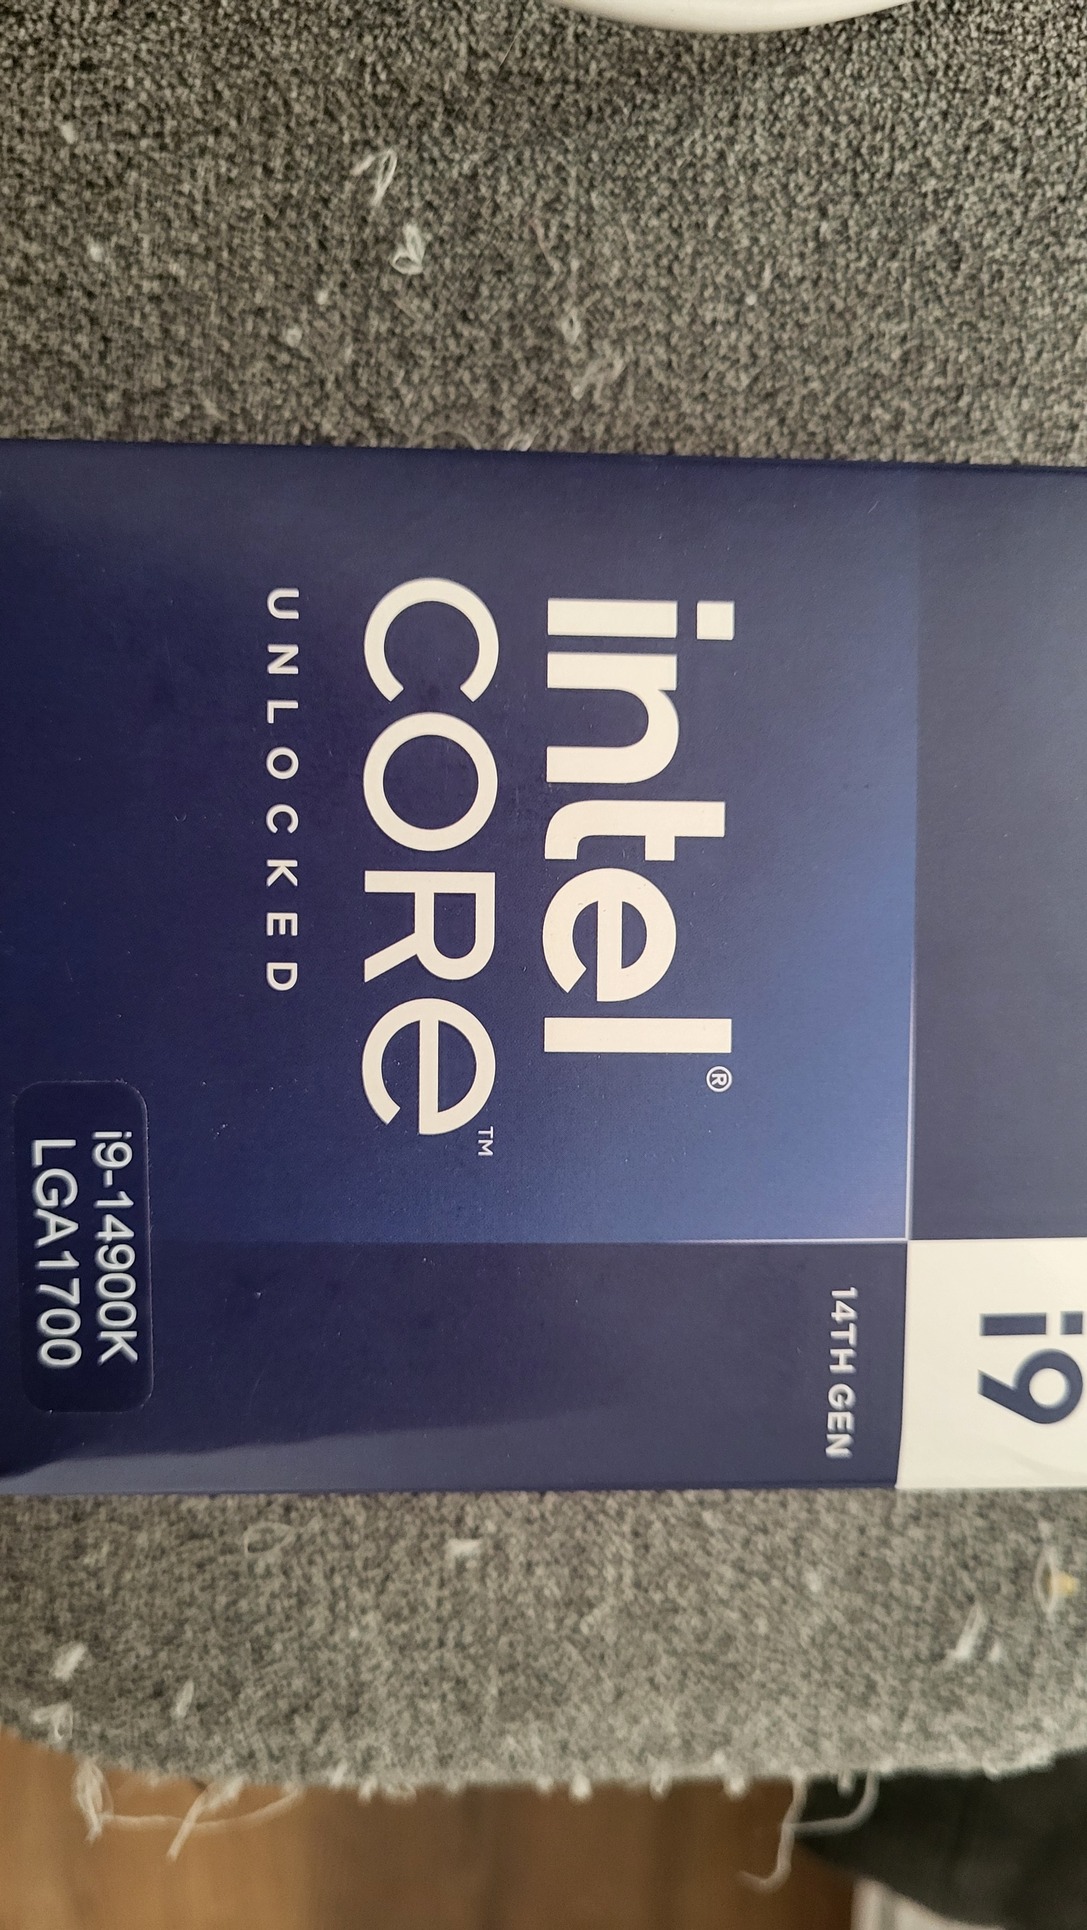 i9
14TH GEN
intel®
CORe™
UNLOCKED
i9-14900K
LGA1700